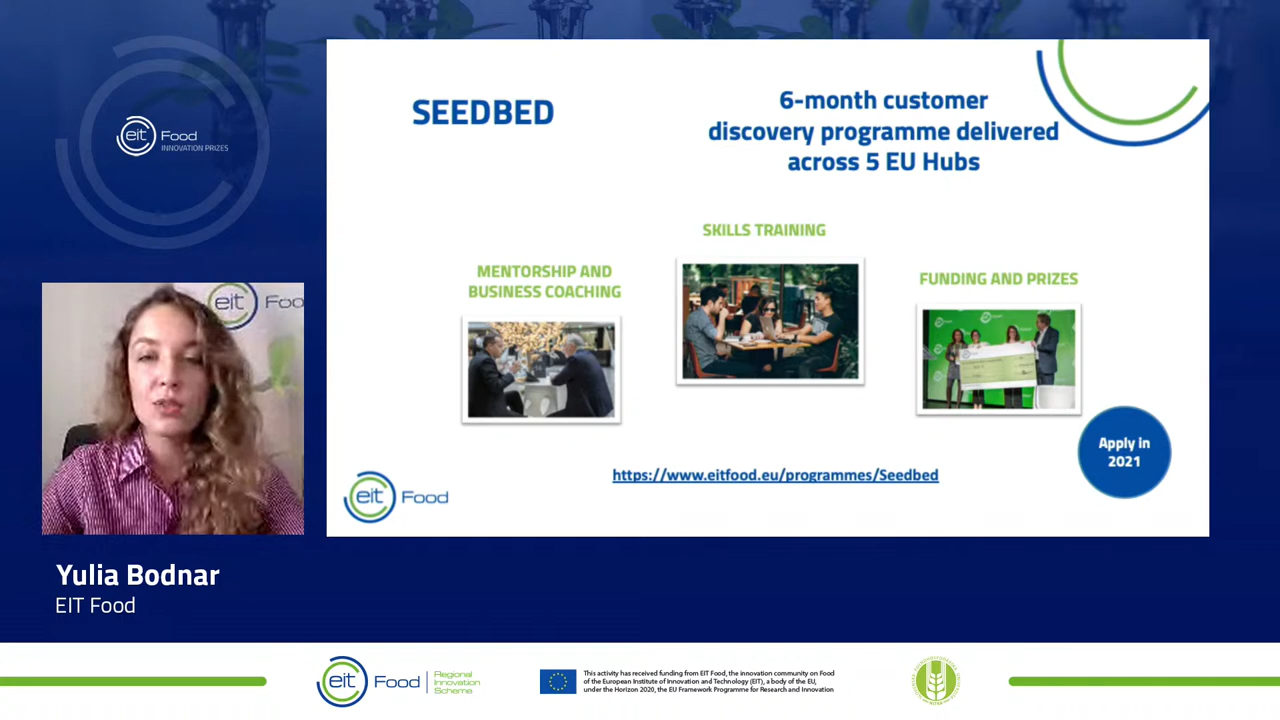 eit Food
INNOVATION PRIZES
SEEDBED
6-month customer
discovery programme delivered
across 5 EU Hubs
SKILLS TRAINING
MENTORSHIP AND
BUSINESS COACHING
FUNDING AND PRIZES
Apply in
2021
https://www.eitfood.eu/programmes/Seedbed
eit Food
eit Foo
Yulia Bodnar
EIT Food
eit Food
Regional
Innovation
Scheme
This activity has received funding from EIT Food, the innovation community on Food
of the European Institute of Innovation and Technology (EIT), a body of the EU,
under the Horizon 2020, the EU Framework Programme for Research and Innovation